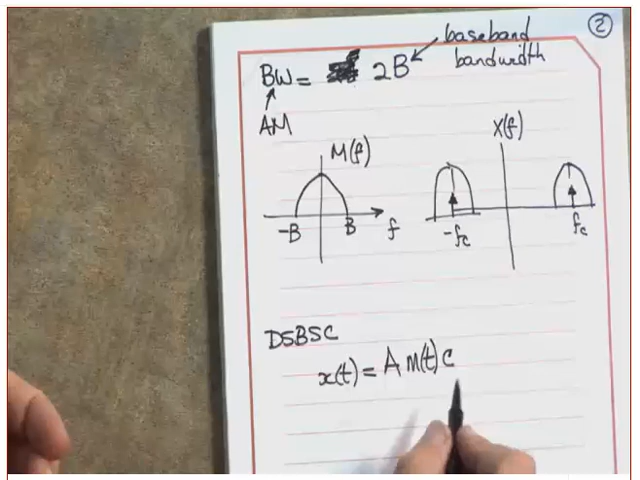 2
baseband
BW = 2B bandwidth
AM
M(f) X(f)
-B B f -fc fc
DSBSC
x(t) = A m(t) c